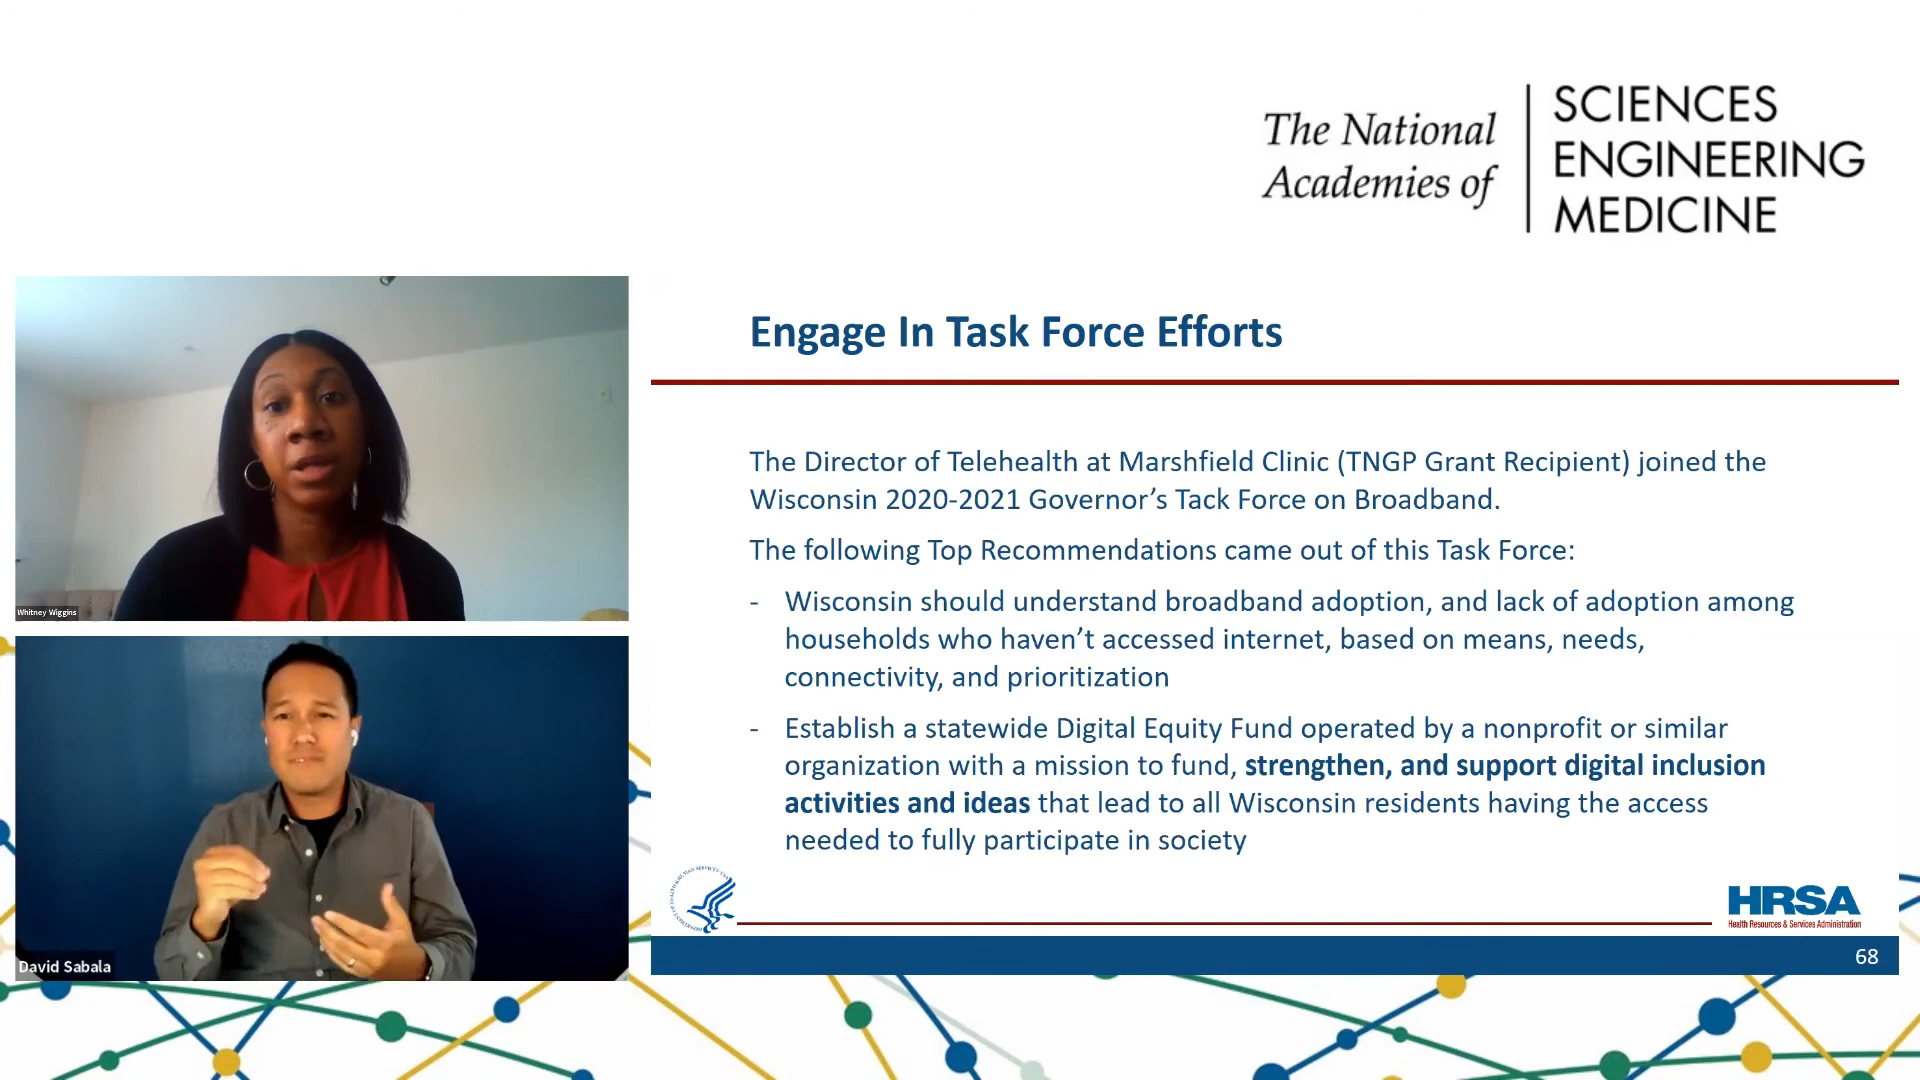 The National
Academies of
SCIENCES
ENGINEERING
MEDICINE
Whitney Wiggins
David Sabala
Engage In Task Force Efforts
The Director of Telehealth at Marshfield Clinic (TNGP Grant Recipient) joined the
Wisconsin 2020-2021 Governor’s Tack Force on Broadband.
The following Top Recommendations came out of this Task Force:
- Wisconsin should understand broadband adoption, and lack of adoption among
households who haven’t accessed internet, based on means, needs,
connectivity, and prioritization
- Establish a statewide Digital Equity Fund operated by a nonprofit or similar
organization with a mission to fund, strengthen, and support digital inclusion
activities and ideas that lead to all Wisconsin residents having the access
needed to fully participate in society
HRSA
Health Resources & Services Administration
68